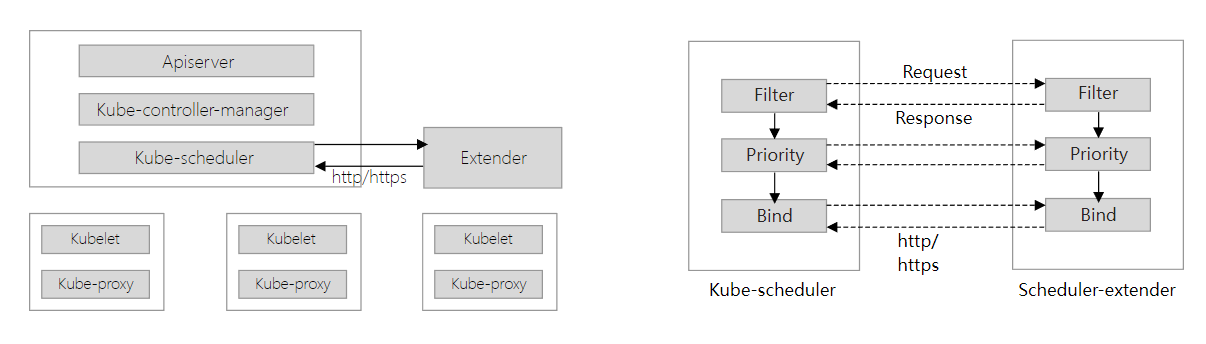 Apiserver
Kube-controller-manager
Kube-scheduler
http/https
Extender
Kubelet
Kube-proxy
Kubelet
Kube-proxy
Kubelet
Kube-proxy
Filter
Request
Filter
Response
Priority
Priority
Bind
Bind
http/
https
Kube-scheduler
Scheduler-extender